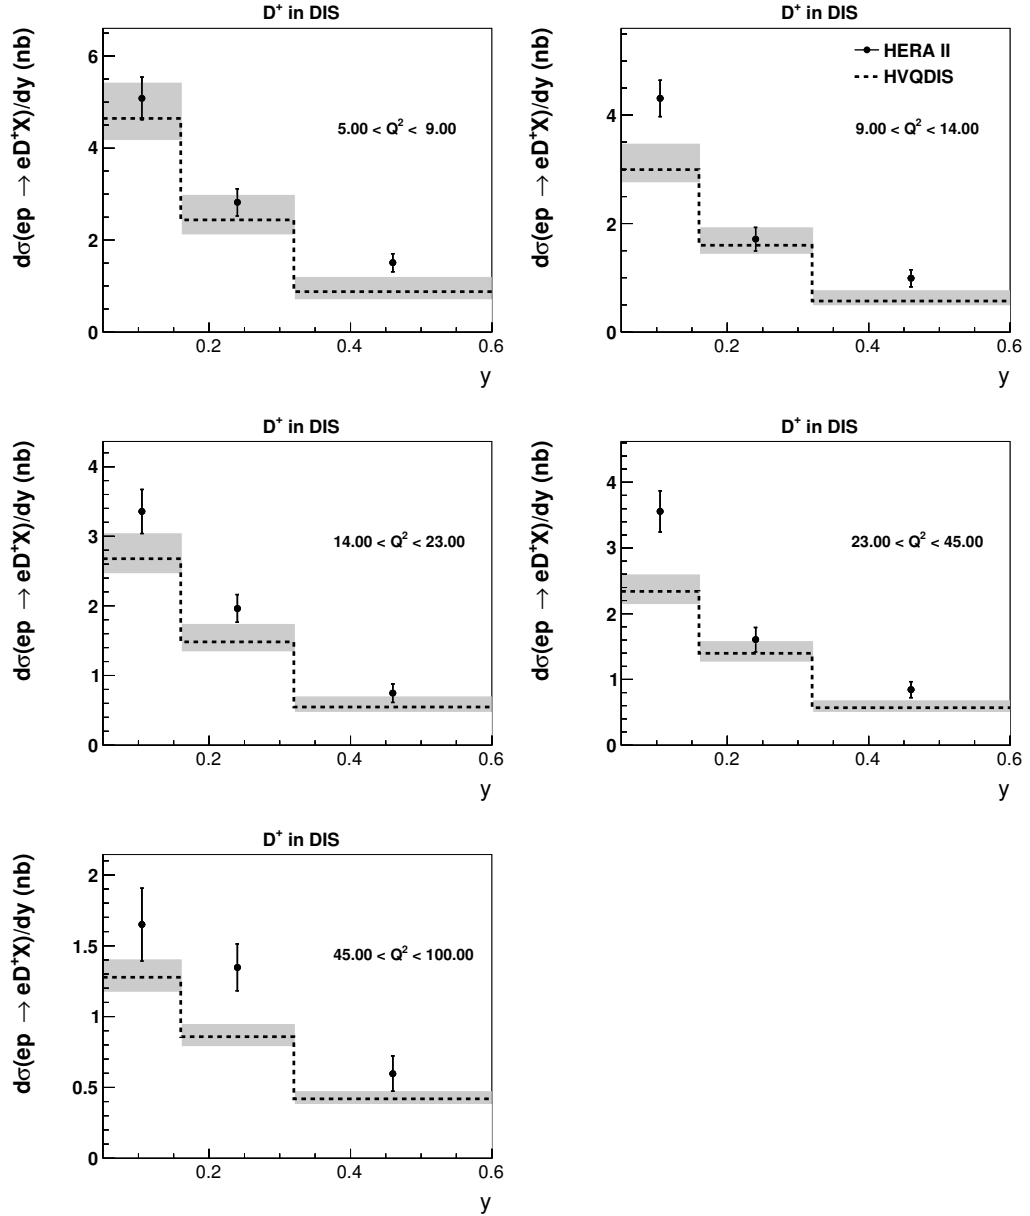 D⁺ in DIS
dσ(ep → eD⁺X)/dy (nb)
6
4
2
0
5.00 < Q² < 9.00
0.2
0.4
0.6
y
D⁺ in DIS
dσ(ep → eD⁺X)/dy (nb)
4
2
0
HERA II
HVQDIS
9.00 < Q² < 14.00
0.2
0.4
0.6
y
D⁺ in DIS
dσ(ep → eD⁺X)/dy (nb)
4
3
2
1
0
14.00 < Q² < 23.00
0.2
0.4
0.6
y
D⁺ in DIS
dσ(ep → eD⁺X)/dy (nb)
4
3
2
1
0
23.00 < Q² < 45.00
0.2
0.4
0.6
y
D⁺ in DIS
dσ(ep → eD⁺X)/dy (nb)
2
1.5
1
0.5
0
45.00 < Q² < 100.00
0.2
0.4
0.6
y